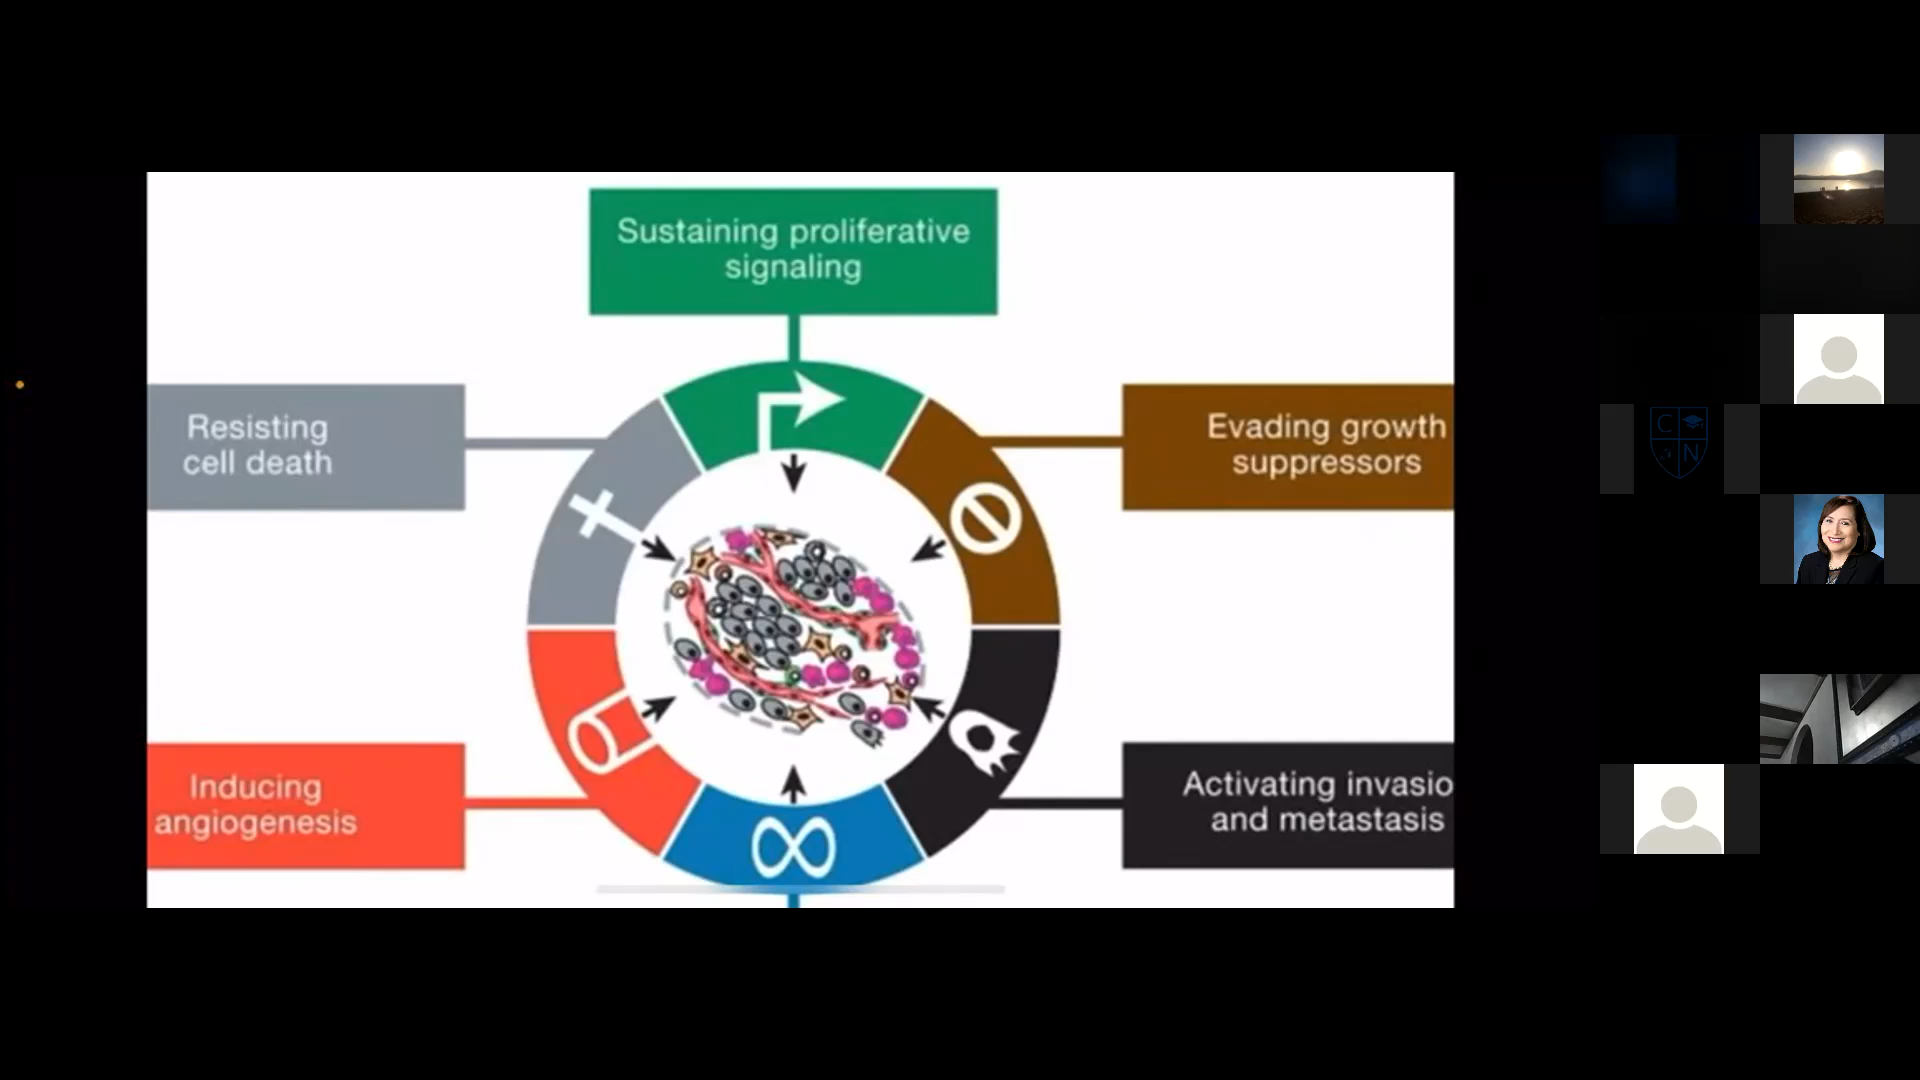 Sustaining proliferative
signaling
Resisting
cell death
Evading growth
suppressors
Inducing
angiogenesis
Activating invasio
and metastasis
C
N